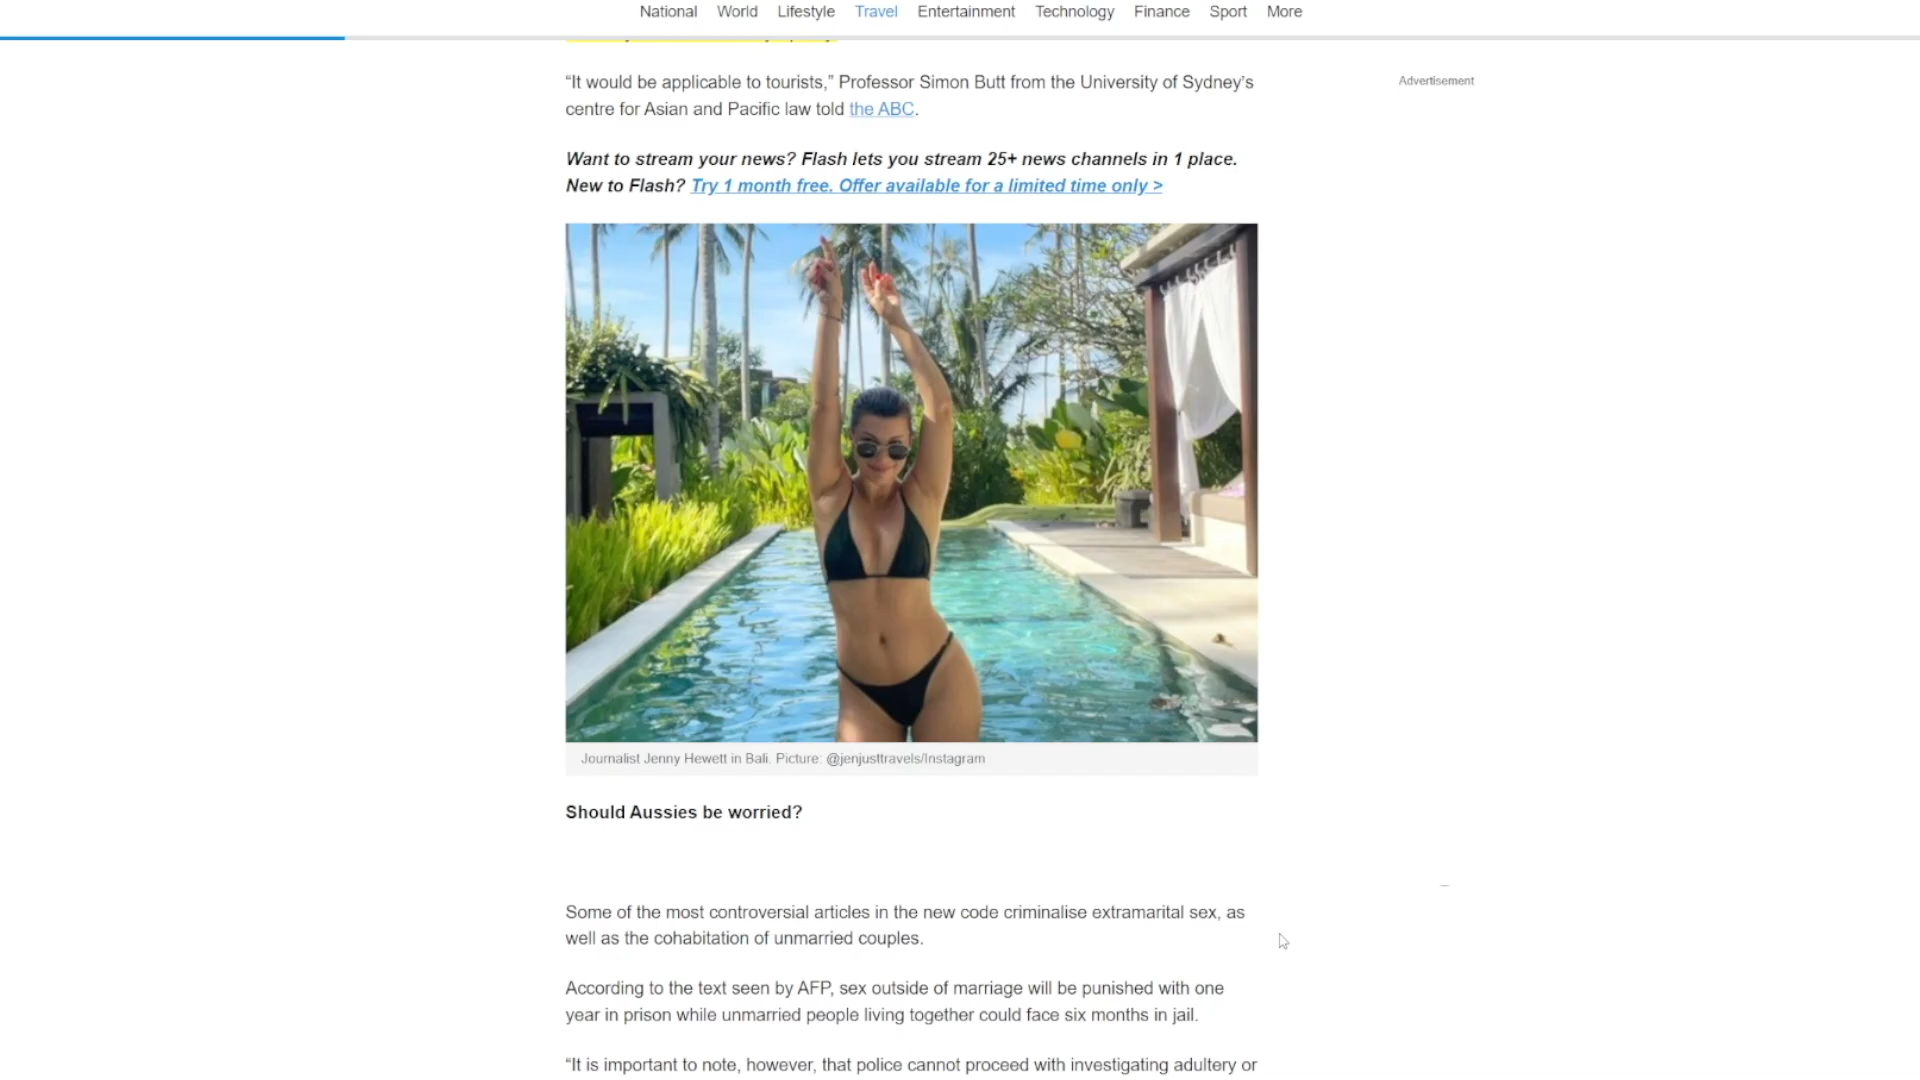 National World Lifestyle Travel Entertainment Technology Finance Sport More
“It would be applicable to tourists,” Professor Simon Butt from the University of Sydney’s
centre for Asian and Pacific law told the ABC.
Advertisement
Want to stream your news? Flash lets you stream 25+ news channels in 1 place.
New to Flash? Try 1 month free. Offer available for a limited time only >
Journalist Jenny Hewett in Bali. Picture: @jenjusttravels/Instagram
Should Aussies be worried?
Some of the most controversial articles in the new code criminalise extramarital sex, as
well as the cohabitation of unmarried couples.
According to the text seen by AFP, sex outside of marriage will be punished with one
year in prison while unmarried people living together could face six months in jail.
“It is important to note, however, that police cannot proceed with investigating adultery or